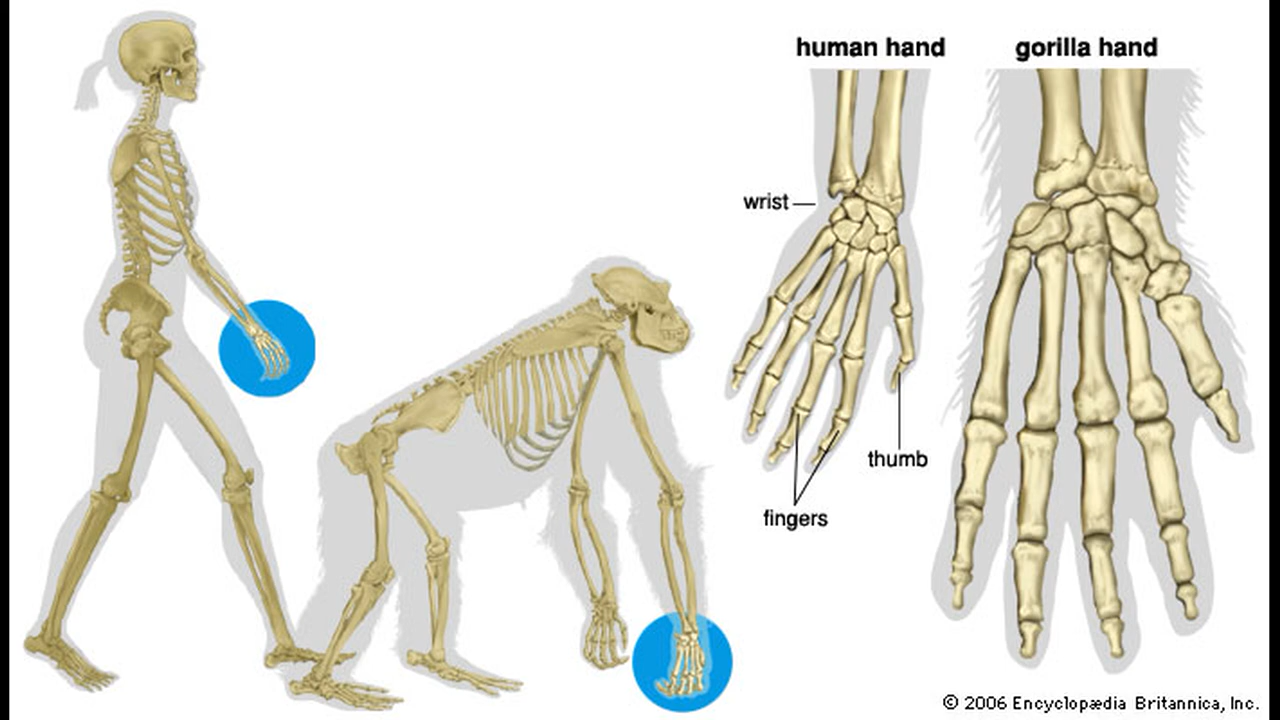 human hand
gorilla hand
wrist
thumb
fingers
© 2006 Encyclopædia Britannica, Inc.